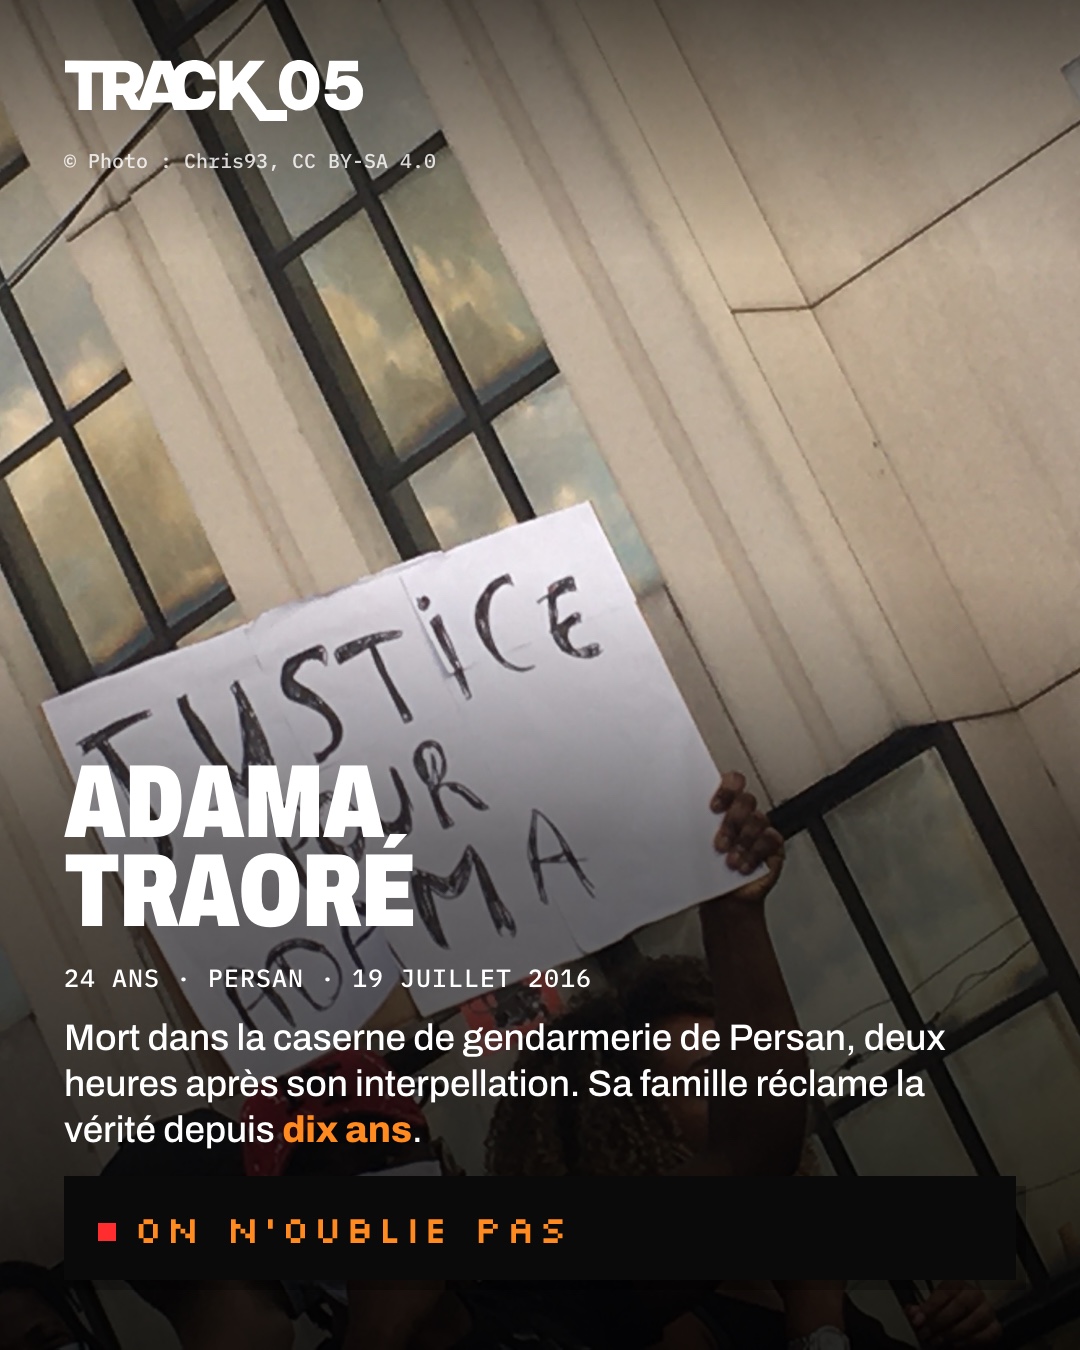 TRACK_05
© Photo : Chris93, CC BY-SA 4.0
JUSTiCE
POUR
ADAMA
ADAMA
TRAORÉ
24 ANS · PERSAN · 19 JUILLET 2016
Mort dans la caserne de gendarmerie de Persan, deux
heures après son interpellation. Sa famille réclame la
vérité depuis dix ans.
ON N'OUBLIE PAS